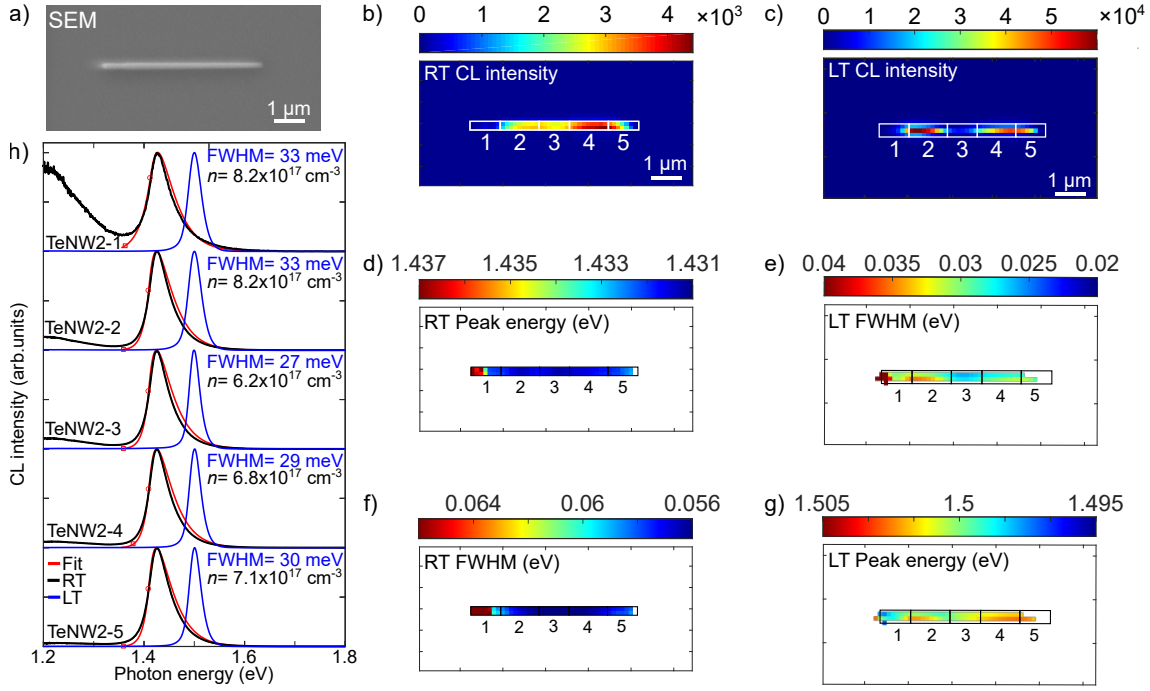 a)
SEM
1 µm
b)
0 1 2 3 4 ×10³
RT CL intensity
1 2 3 4 5
1 µm
c)
0 1 2 3 4 5 ×10⁴
LT CL intensity
1 2 3 4 5
1 µm
d)
1.437 1.435 1.433 1.431
RT Peak energy (eV)
1 2 3 4 5
e)
0.04 0.035 0.03 0.025 0.02
LT FWHM (eV)
1 2 3 4 5
f)
0.064 0.06 0.056
RT FWHM (eV)
1 2 3 4 5
g)
1.505 1.5 1.495
LT Peak energy (eV)
1 2 3 4 5
h)
CL intensity (arb.units)
FWHM= 33 meV
n= 8.2x10¹⁷ cm⁻³
TeNW2-1
FWHM= 33 meV
n= 8.2x10¹⁷ cm⁻³
TeNW2-2
FWHM= 27 meV
n= 6.2x10¹⁷ cm⁻³
TeNW2-3
FWHM= 29 meV
n= 6.8x10¹⁷ cm⁻³
TeNW2-4
FWHM= 30 meV
n= 7.1x10¹⁷ cm⁻³
Fit
RT
LT
TeNW2-5
1.2 1.4 1.6 1.8
Photon energy (eV)